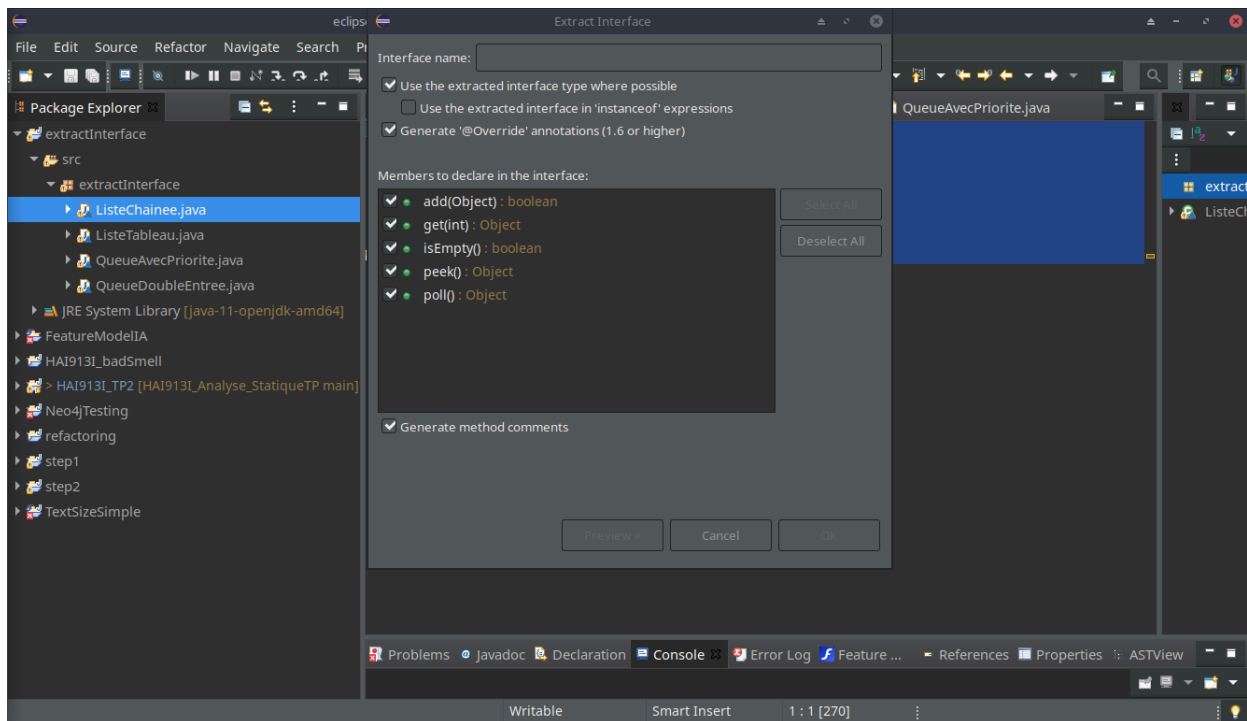 eclips
Extract Interface
File Edit Source Refactor Navigate Search Pr
Interface name:
Use the extracted interface type where possible
Use the extracted interface in 'instanceof' expressions
Generate '@Override' annotations (1.6 or higher)
Members to declare in the interface:
add(Object) : boolean
get(int) : Object
isEmpty() : boolean
peek() : Object
poll() : Object
Select All
Deselect All
Generate method comments
Preview >
Cancel
OK
Package Explorer
extractInterface
src
extractInterface
ListeChainee.java
ListeTableau.java
QueueAvecPriorite.java
QueueDoubleEntree.java
JRE System Library [java-11-openjdk-amd64]
FeatureModelIA
HAI913I_badSmell
> HAI913I_TP2 [HAI913I_Analyse_StatiqueTP main]
Neo4jTesting
refactoring
step1
step2
TextSizeSimple
QueueAvecPriorite.java
extract
ListeCh
Problems Javadoc Declaration Console Error Log Feature ... References Properties ASTView
Writable Smart Insert 1 : 1 [270]